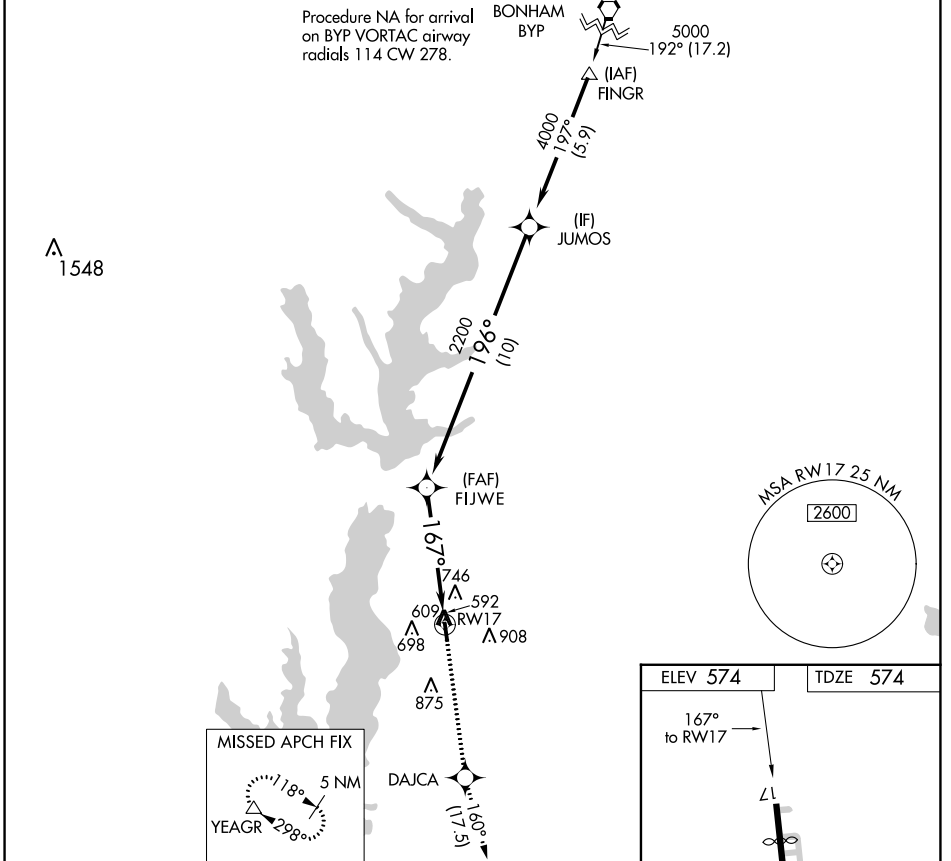 Procedure NA for arrival
on BYP VORTAC airway
radials 114 CW 278.
BONHAM
BYP
5000
192° (17.2)
(IAF)
FINGR
4000
197°
(5.9)
(IF)
JUMOS
1548
2200
196°
(10)
(FAF)
FIJWE
167°
MSA RW17 25 NM
2600
746
592
609
RW17
698
908
875
ELEV 574
TDZE 574
167°
to RW17
17
MISSED APCH FIX
118°
5 NM
YEAGR
298°
DAJCA
160°
(17.5)